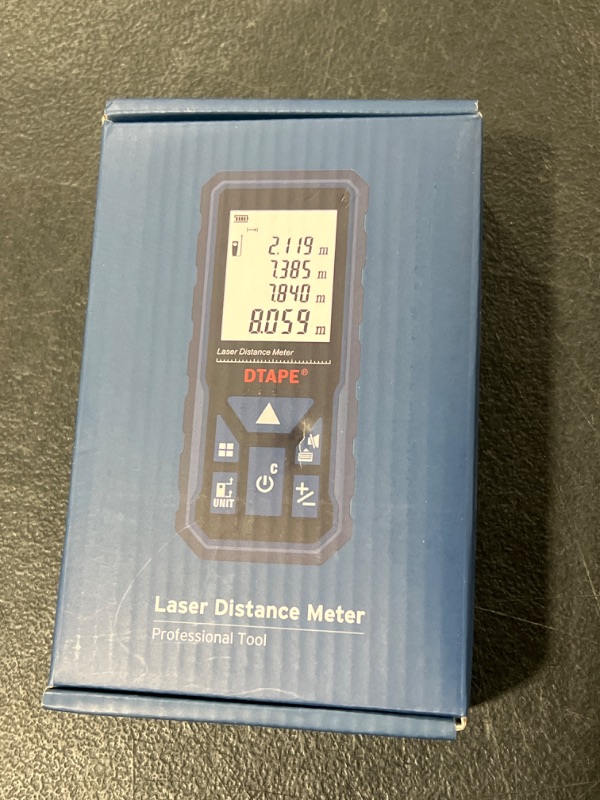 2.119 m
7.385 m
7.840 m
8.059 m
Laser Distance Meter
DTAPE®
C
UNIT
+/-
Laser Distance Meter
Professional Tool